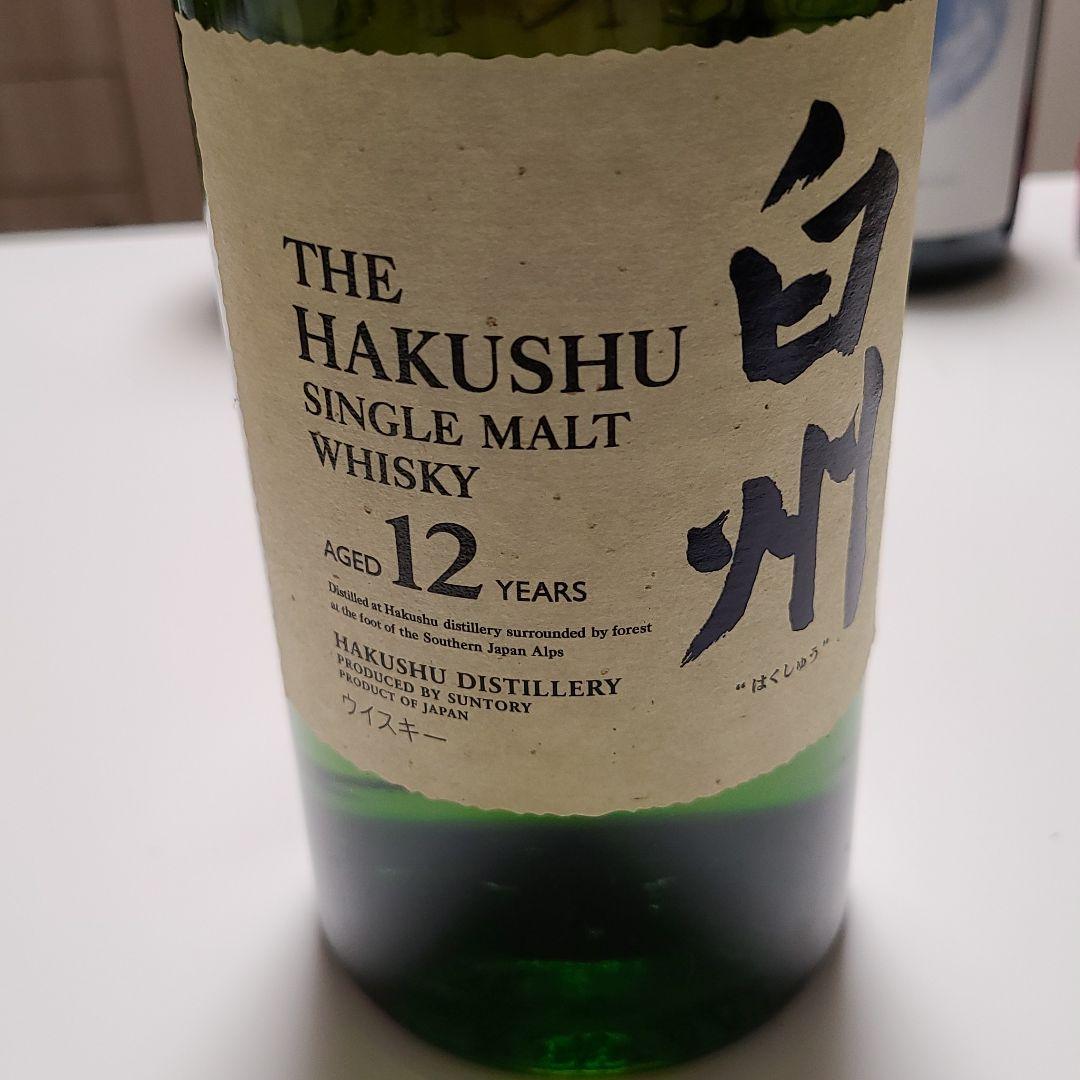 THE
HAKUSHU
SINGLE MALT
WHISKY
AGED 12 YEARS
Distilled at Hakushu distillery surrounded by forest
at the foot of the Southern Japan Alps
HAKUSHU DISTILLERY
PRODUCED BY SUNTORY
PRODUCT OF JAPAN
ウイスキー
白州
“はくしゅう”